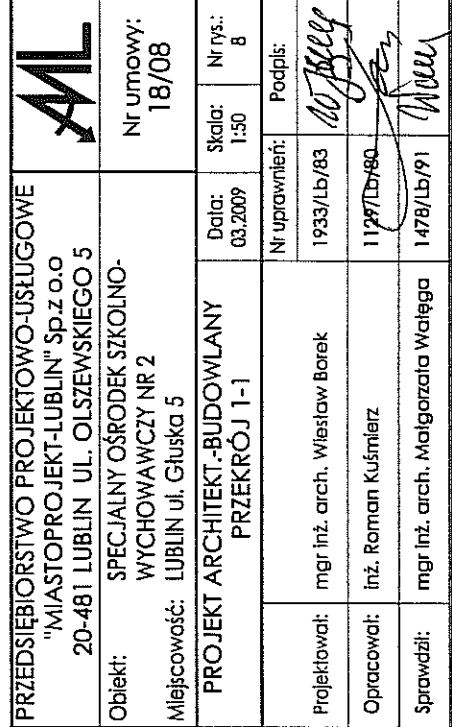 PRZEDSIĘBIORSTWO PROJEKTOWO-USŁUGOWE
"MIASTOPROJEKT-LUBLIN" Sp.z o.o
20-481 LUBLIN UL. OLSZEWSKIEGO 5
ML
Obiekt: SPECJALNY OŚRODEK SZKOLNO-
WYCHOWAWCZY NR 2
Miejscowość: LUBLIN ul. Głuska 5
Nr umowy:
18/08
PROJEKT ARCHITEKT.-BUDOWLANY
PRZEKRÓJ 1-1
Data:
03.2009
Skala:
1:50
Nr rys.:
8
Nr uprawnień: Podpis:
Projektował: mgr inż. arch. Wiesław Borek 1933/Lb/83
Opracował: inż. Roman Kuśmierz 1129/Lb/80
Sprawdził: mgr inż. arch. Małgorzata Wałęga 1478/Lb/91